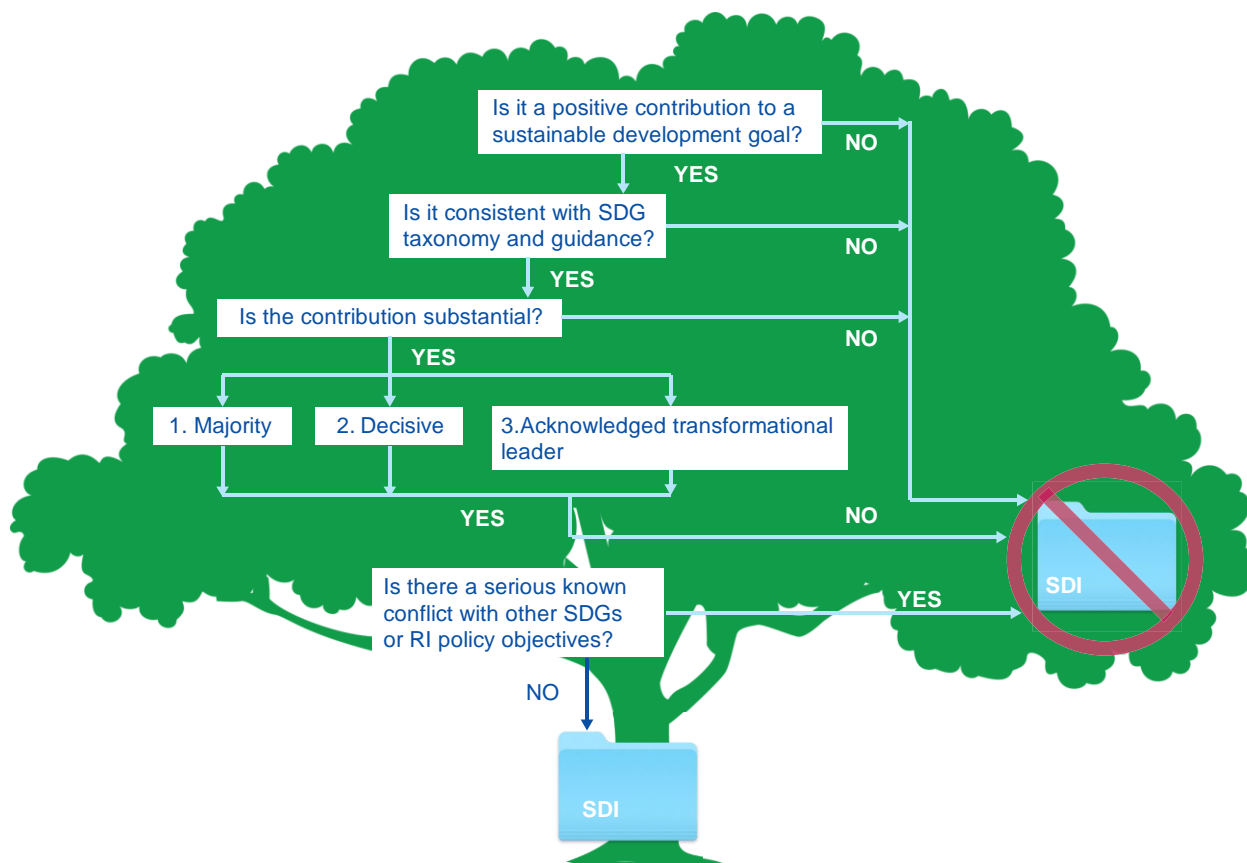 Is it a positive contribution to a
sustainable development goal?
NO
YES
Is it consistent with SDG
taxonomy and guidance?
NO
YES
Is the contribution substantial?
NO
YES
1. Majority
2. Decisive
3.Acknowledged transformational
leader
YES
NO
Is there a serious known
conflict with other SDGs
or RI policy objectives?
YES
SDI
NO
SDI